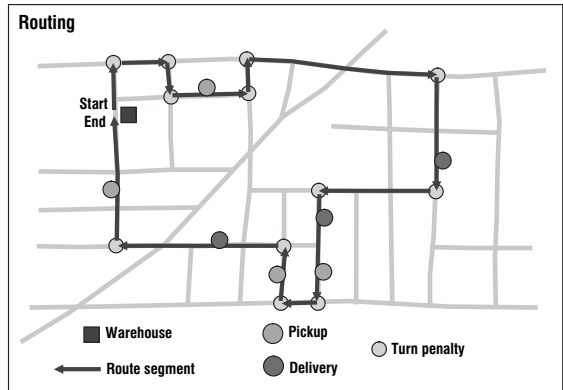 Routing
Start
End
Warehouse
Pickup
Turn penalty
Route segment
Delivery